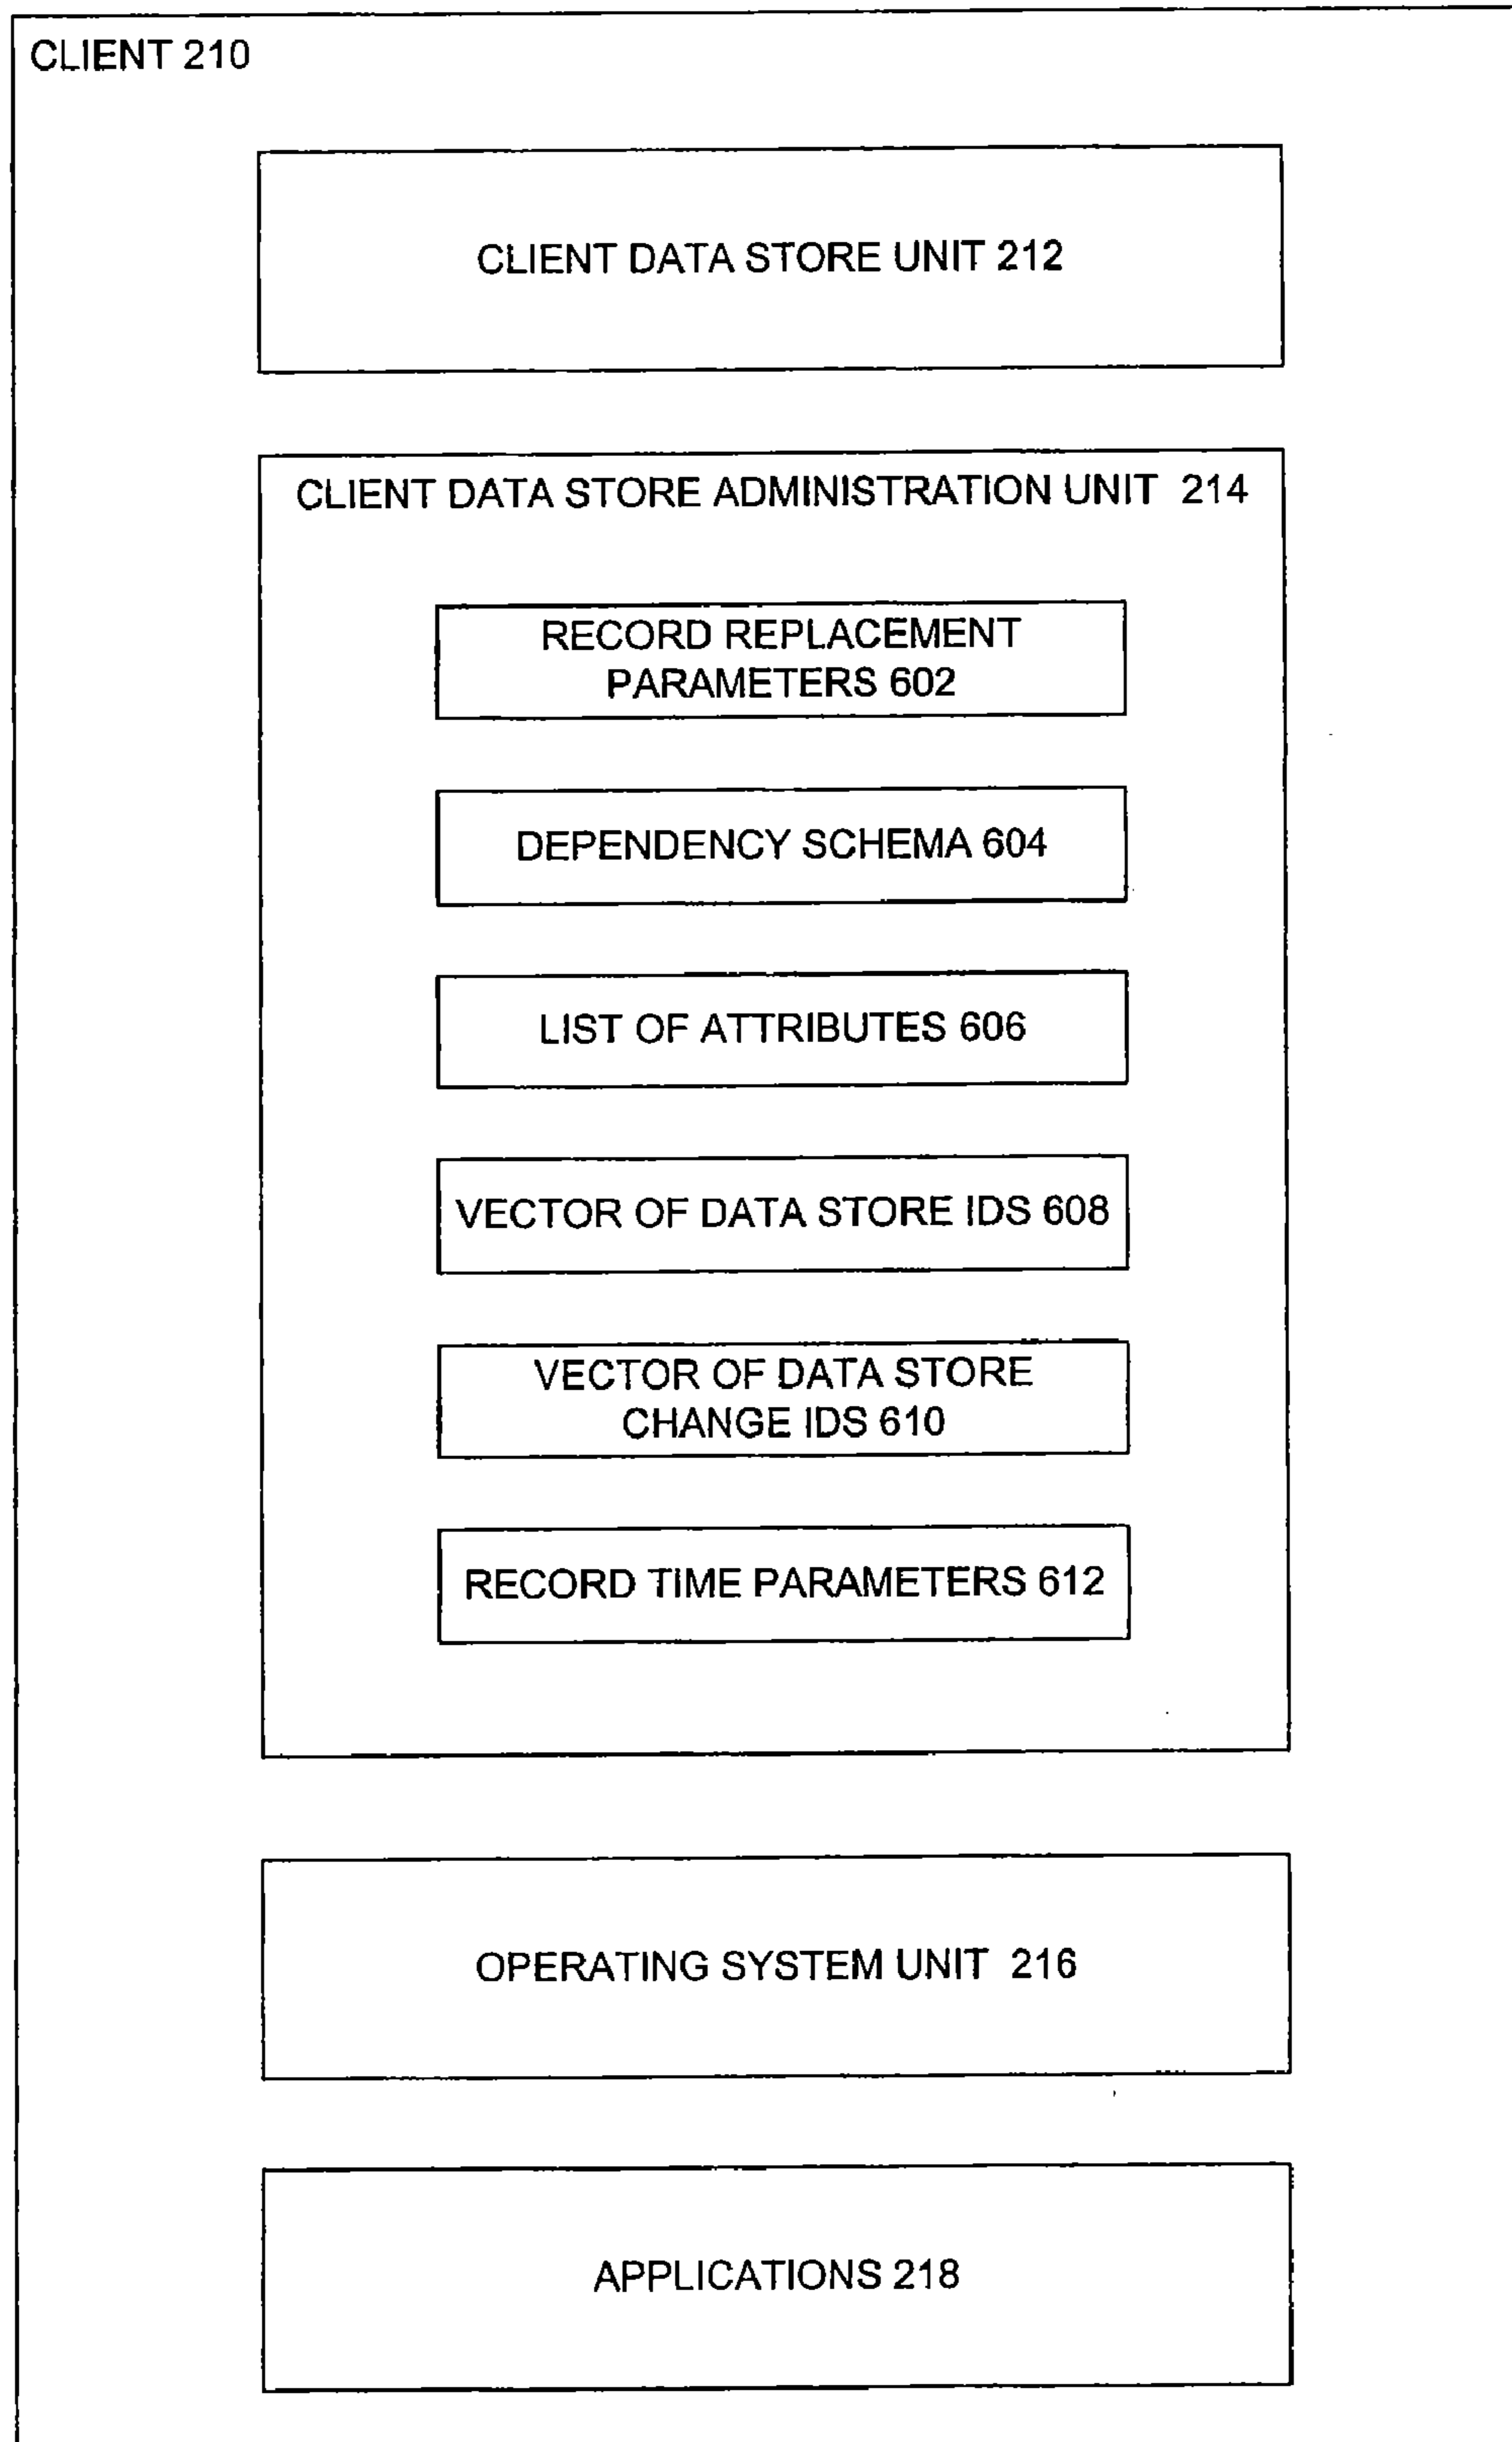 CLIENT 210
CLIENT DATA STORE UNIT 212
CLIENT DATA STORE ADMINISTRATION UNIT 214
RECORD REPLACEMENT
PARAMETERS 602
DEPENDENCY SCHEMA 604
LIST OF ATTRIBUTES 606
VECTOR OF DATA STORE IDS 608
VECTOR OF DATA STORE
CHANGE IDS 610
RECORD TIME PARAMETERS 612
OPERATING SYSTEM UNIT 216
APPLICATIONS 218